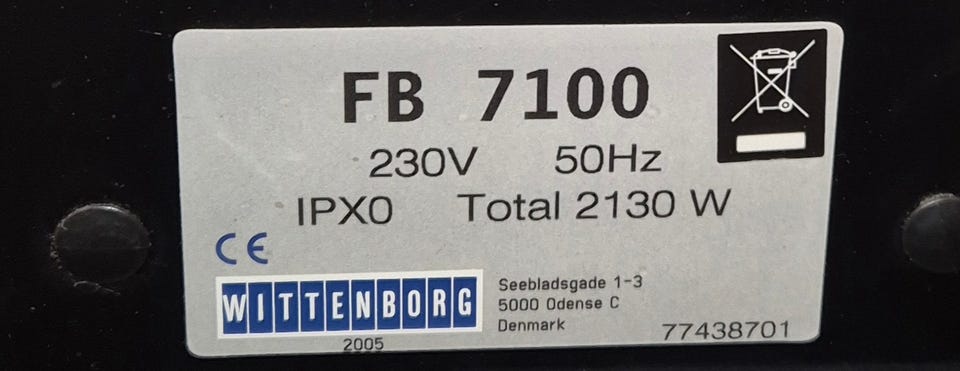 FB 7100
230V 50Hz
IPX0 Total 2130 W
CE
WITTENBORG
2005
Seebladsgade 1-3
5000 Odense C
Denmark
77438701